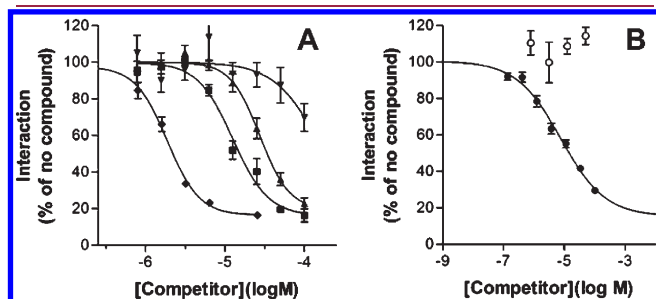 A
Interaction
(% of no compound)
120
100
80
60
40
20
0
-6
-5
-4
[Competitor](logM)
B
Interaction
(% of no compound)
120
100
80
60
40
20
0
-9
-7
-5
-3
[Competitor](log M)